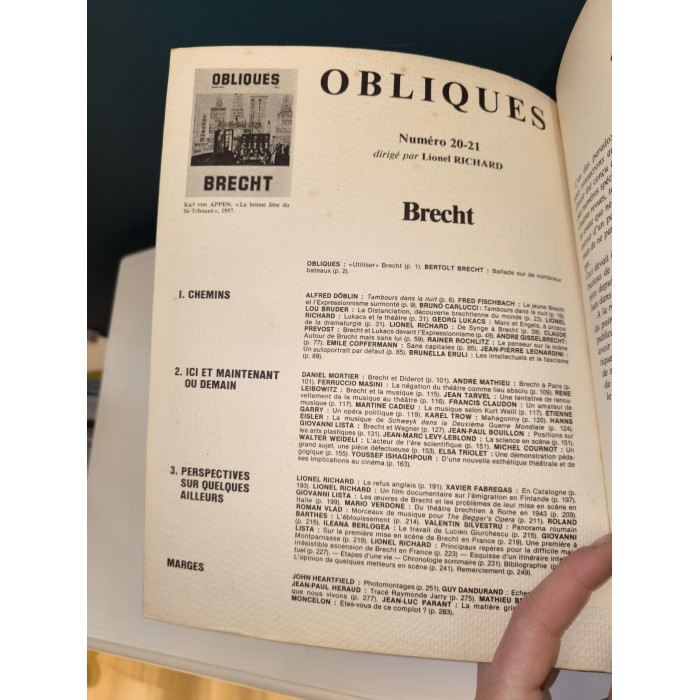 OBLIQUES
BRECHT
Karl von APPEN. « La bonne âme du
Sé-Tchouan », 1957.
OBLIQUES
Numéro 20-21
dirigé par Lionel RICHARD
Brecht
OBLIQUES : «Utiliser» Brecht (p. 1). BERTOLT BRECHT : Ballade sur de nombreux
bateaux (p. 2).
1. CHEMINS
ALFRED DÖBLIN : Tambours dans la nuit (p. 6). FRED FISCHBACH : Le jeune Brecht
et l'Expressionnisme surmonté (p. 9). BRUNO CARLUCCI: Tambours dans la nuit (p. 19).
LOU BRUDER : La Distanciation, découverte brechtienne du monde (p. 23). LIONEL
RICHARD : Lukacs et le théâtre (p. 31). GEORG LUKACS : Marx et Engels, à propos
de la dramaturgie (p. 31). LIONEL RICHARD : De Synge à Brecht (p. 39). CLAUDE
PREVOST : Brecht et Lukacs devant l'Expressionnisme (p. 49). ANDRE GISSELBRECHT:
Autour de Brecht mais sans lui (p. 59). RAINER ROCHLITZ : Le penseur sur la scène
(p. 77). EMILE COPFERMANN : Sans capitales (p. 85). JEAN-PIERRE LEONARDINI :
Un autoportrait par défaut (p. 85). BRUNELLA ERULI : Les intellectuels et le fascisme
(p. 89).
2. ICI ET MAINTENANT
OU DEMAIN
DANIEL MORTIER : Brecht et Diderot (p. 101). ANDRE MATHIEU : Brecht à Paris (p.
101). FERRUCCIO MASINI : La négation du théâtre comme lieu absolu (p. 109). RENE
LEIBOWITZ : Brecht et la musique (p. 115). JEAN TARVEL : Une tentative de renou-
vellement de la musique au théâtre (p. 116). FRANCIS CLAUDON : Un amateur de
musique (p. 117). MARTINE CADIEU : La musique selon Kurt Weill (p. 117). ETIENNE
GARRY : Un opéra politique (p. 119). KAREL TROW : Mahagonny (p. 120). HANNS
EISLER : La musique de Schweyk dans la Deuxième Guerre Mondiale (p. 124).
GIOVANNI LISTA : Brecht et Wagner (p. 127). JEAN-PAUL BOUILLON : Positions sur
les arts plastiques (p. 131). JEAN-MARC LEVY-LEBLOND : La science en scène (p. 151).
WALTER WEIDELI : L'acteur de l'ère scientifique (p. 151). MICHEL COURNOT : Un
grand sujet, une pièce défectueuse (p. 153). ELSA TRIOLET : Une démonstration péda-
gogique (p. 155). YOUSSEF ISHAGHPOUR : D'une nouvelle esthétique théâtrale et de
ses implications au cinéma (p. 163).
3. PERSPECTIVES
SUR QUELQUES
AILLEURS
LIONEL RICHARD : Le refus anglais (p. 191). XAVIER FABREGAS : En Catalogne (p.
193). LIONEL RICHARD : Un film documentaire sur l'émigration en Finlande (p. 197).
GIOVANNI LISTA : Les œuvres de Brecht et les problèmes de leur mise en scène en
Italie (p. 199). MARIO VERDONE : Du théâtre brechtien à Rome en 1943 (p. 209).
ROMAN VLAD : Morceaux de musique pour The Beggar's Opera (p. 211). ROLAND
BARTHES : L'éblouissement (p. 214). VALENTIN SILVESTRU : Panorama roumain
(p. 215). ILEANA BERLOGEA : Le travail de Lucien Giurchescu (p. 215). GIOVANNI
LISTA : Sur la première mise en scène de Brecht en France (p. 219). Une première à
Montparnasse (p. 219). LIONEL RICHARD : Principaux repères pour la difficile mais
irrésistible ascension de Brecht en France (p. 223) — Esquisse d'un itinéraire intellec
tuel (p. 227). — Etapes d'une vie — Chronologie sommaire (p. 231). Bibliographie (p.
L'opinion de quelques metteurs en scène (p. 241). Remerciement (p. 249).
MARGES
JOHN HEARTFIELD : Photomontages (p. 251). GUY DANDURAND : Eche
JEAN-PAUL HERAUD : Tracé Raymonde Jarry (p. 275). MATHIEU B
que nous vivons (p. 277). JEAN-LUC PARANT : La matière gris
MONCELON : Etes-vous de ce complot ? (p. 283).